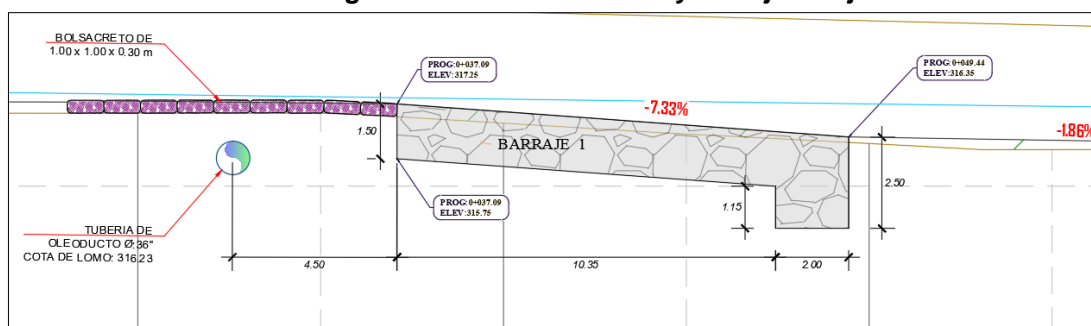 BOLSACRETO DE
1.00 x 1.00 x 0,30 m
PROG:0+037.09
ELEV:317.25
PROG:0+049.44
ELEV:316.35
-7.33%
-1.86%
1.50
BARRAJE 1
2.50
1.15
PROG:0+037.09
ELEV:315.75
TUBERIA DE
OLEODUCTO Ø:36"
COTA DE LOMO: 316.23
4.50
10.35
2.00